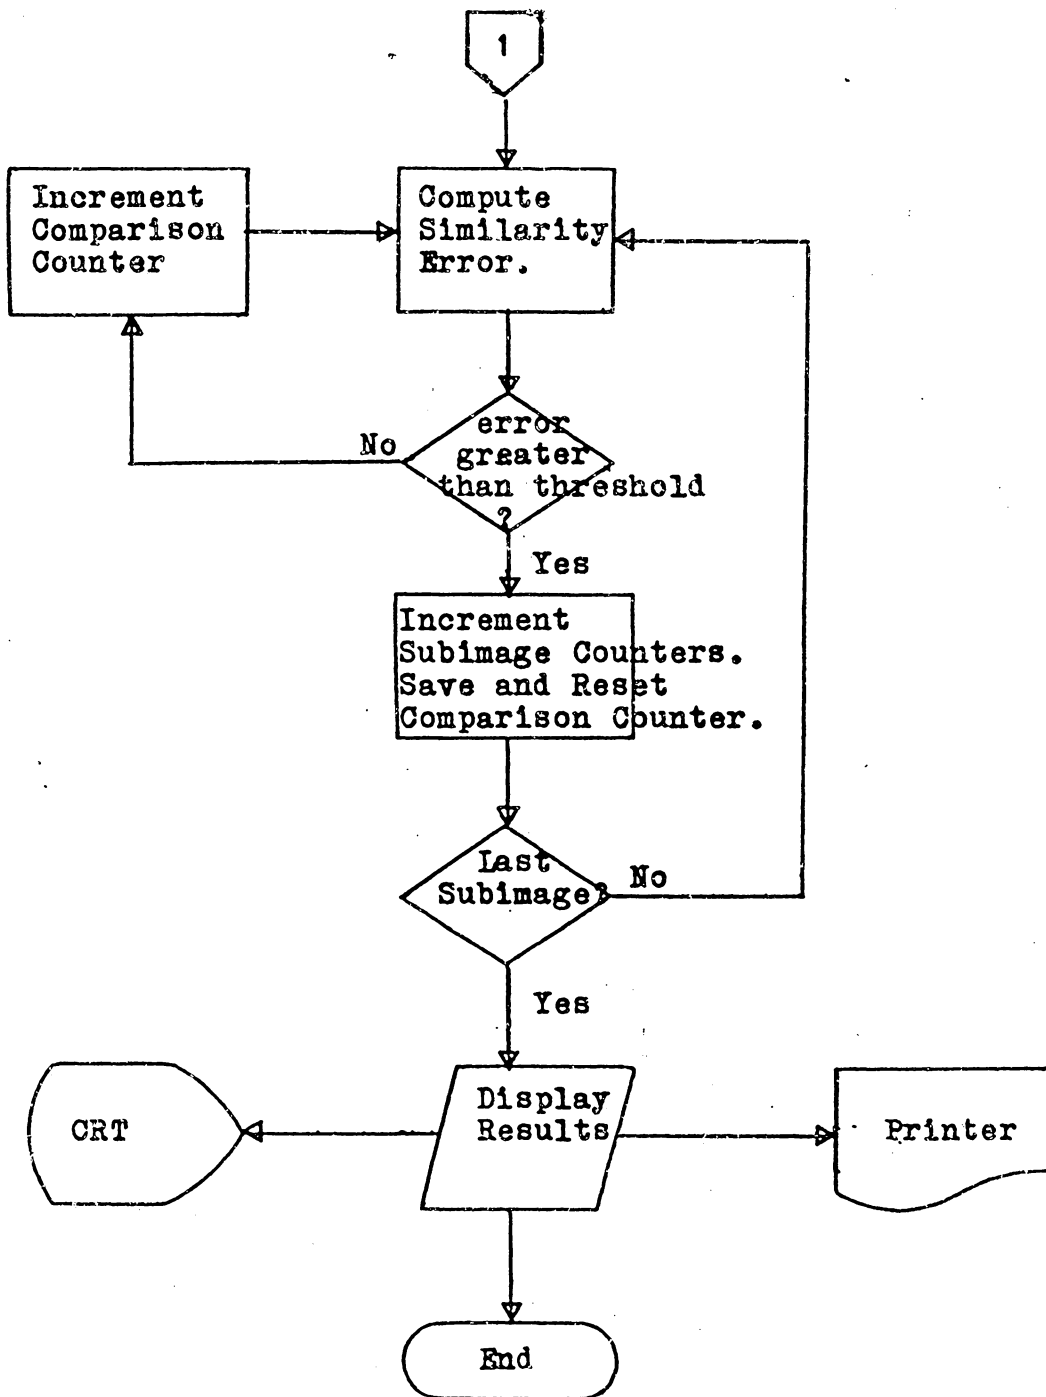 1
Increment
Comparison
Counter
Compute
Similarity
Error.
error
greater
than threshold
?
No
Yes
Increment
Subimage Counters.
Save and Reset
Comparison Counter.
Last
Subimage?
No
Yes
Display
Results
CRT
Printer
End